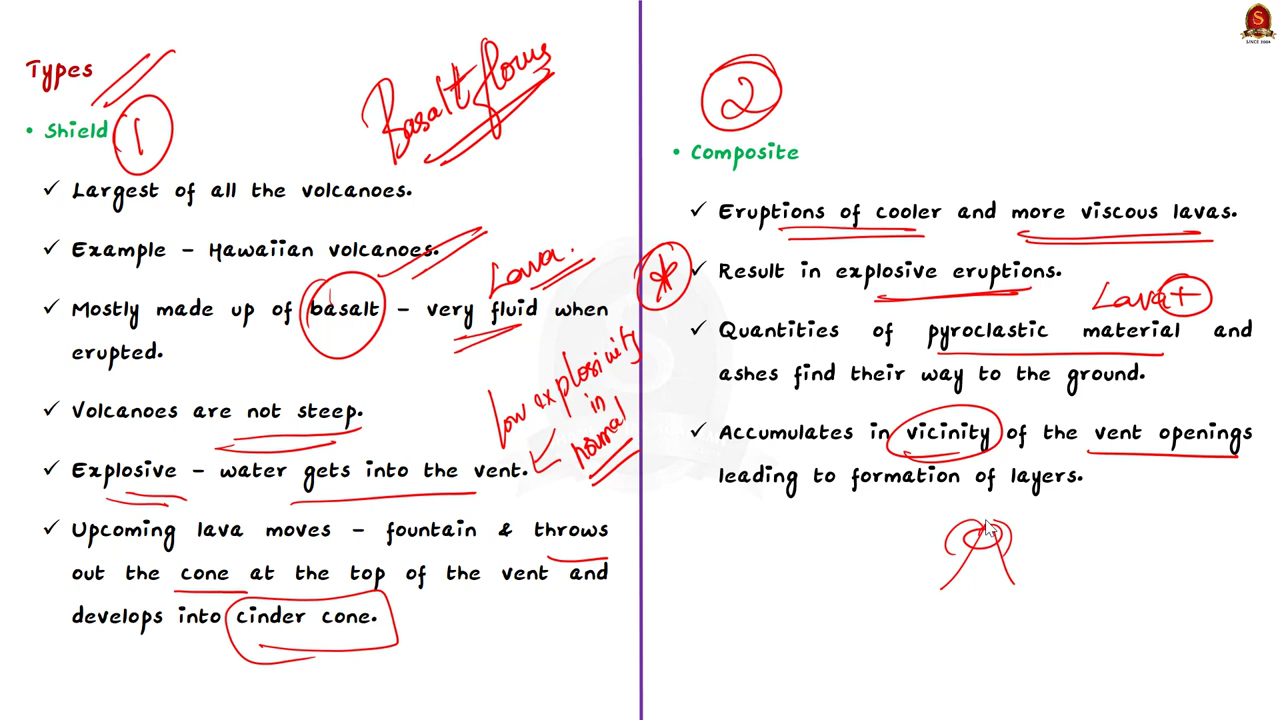 Types
• Shield
1
Basalt flows
✓ Largest of all the volcanoes.
✓ Example – Hawaiian volcanoes.
Lava.
✓ Mostly made up of basalt – very fluid when
erupted.
low explosivity
in
normal
✓ Volcanoes are not steep.
✓ Explosive – water gets into the vent.
✓ Upcoming lava moves – fountain & throws
out the cone at the top of the vent and
develops into cinder cone.
2
• Composite
✓ Eruptions of cooler and more viscous lavas.
*
✓ Result in explosive eruptions.
Lava +
✓ Quantities of pyroclastic material and
ashes find their way to the ground.
✓ Accumulates in vicinity of the vent openings
leading to formation of layers.
S
SINCE 2004